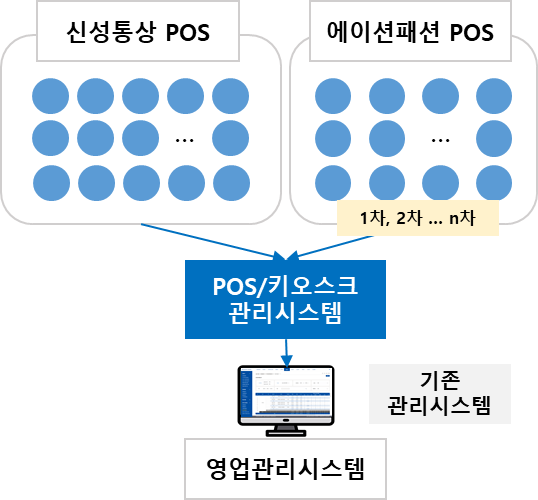 신성통상 POS
에이션패션 POS
...
...
1차, 2차 ... n차
POS/키오스크
관리시스템
기존
관리시스템
영업관리시스템